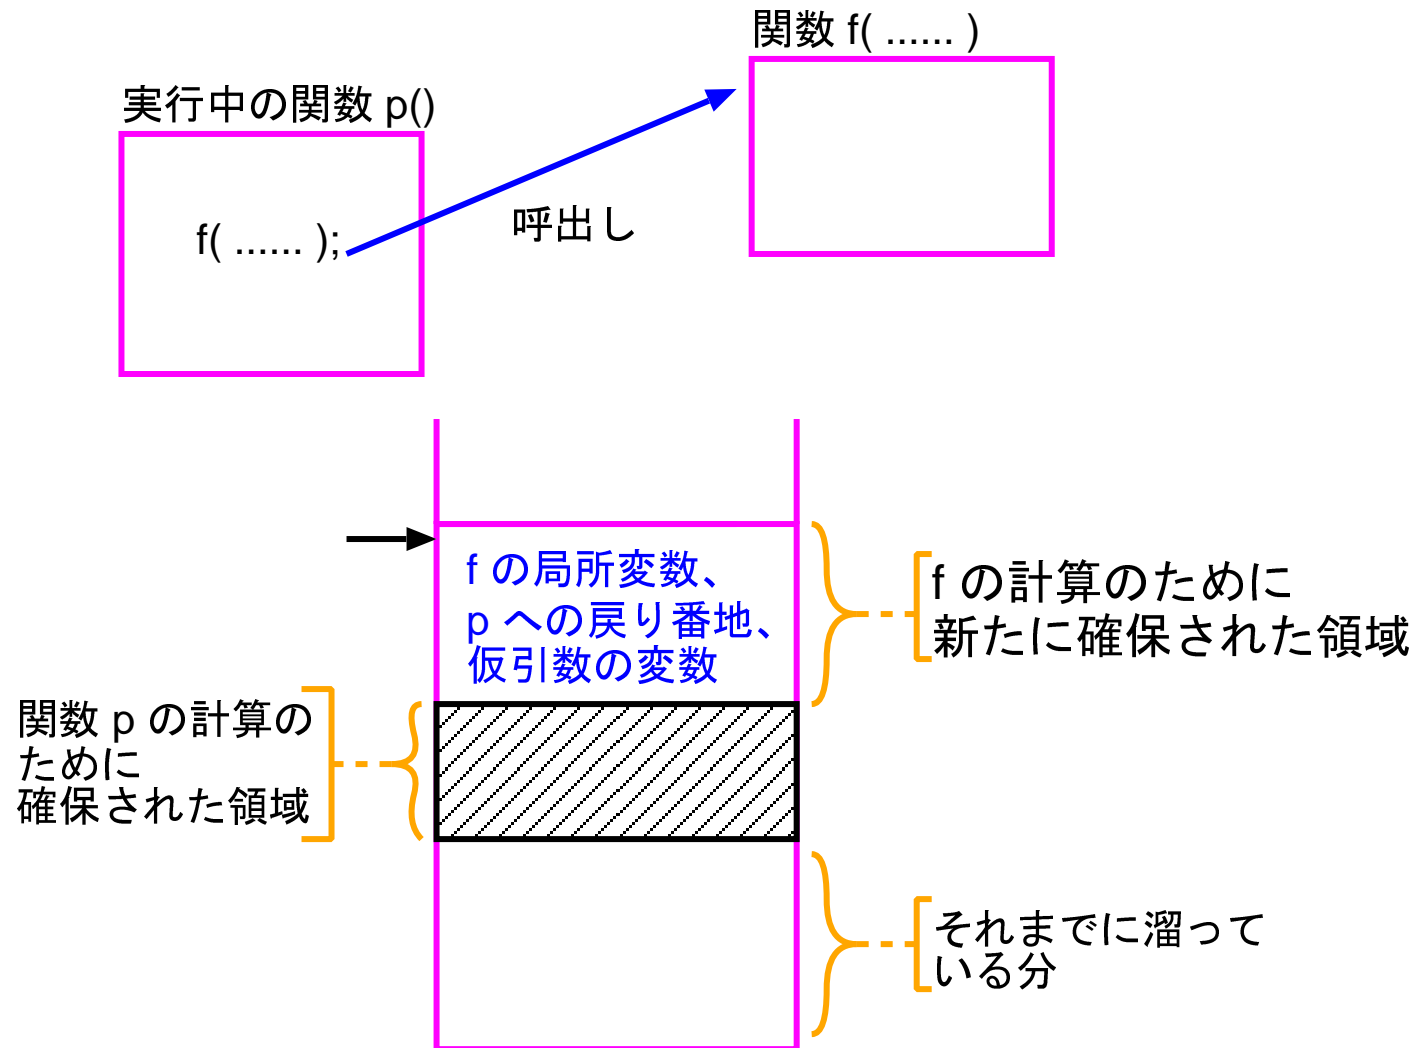 関数 f( ...... )
実行中の関数 p()
f( ...... );
呼出し
f の局所変数、
p への戻り番地、
仮引数の変数
f の計算のために
新たに確保された領域
関数 p の計算の
ために
確保された領域
それまでに溜って
いる分